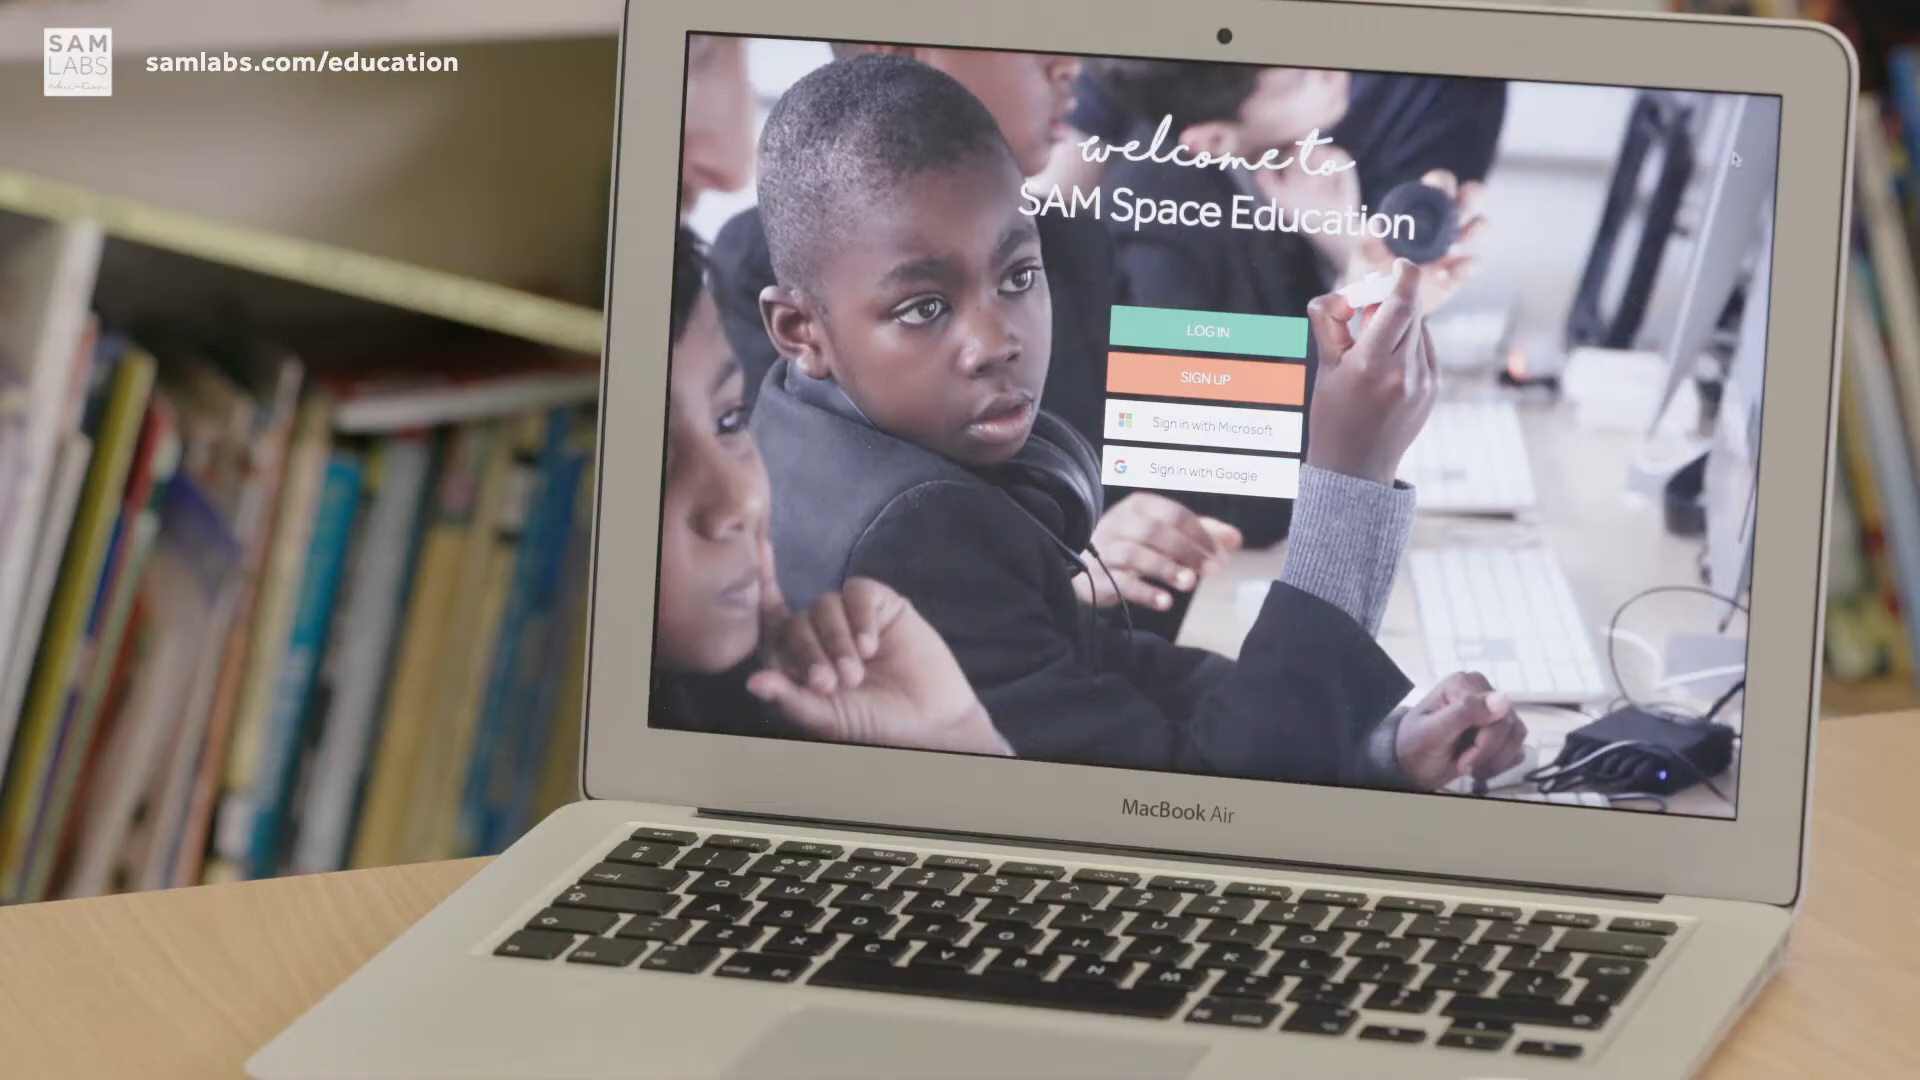 SAM
LABS
education
samlabs.com/education
welcome to
SAM Space Education
LOG IN
SIGN UP
Sign in with Microsoft
Sign in with Google
MacBook Air
Q W E R T Y U I O P
A S D F G H J K L
Z X C V B N M